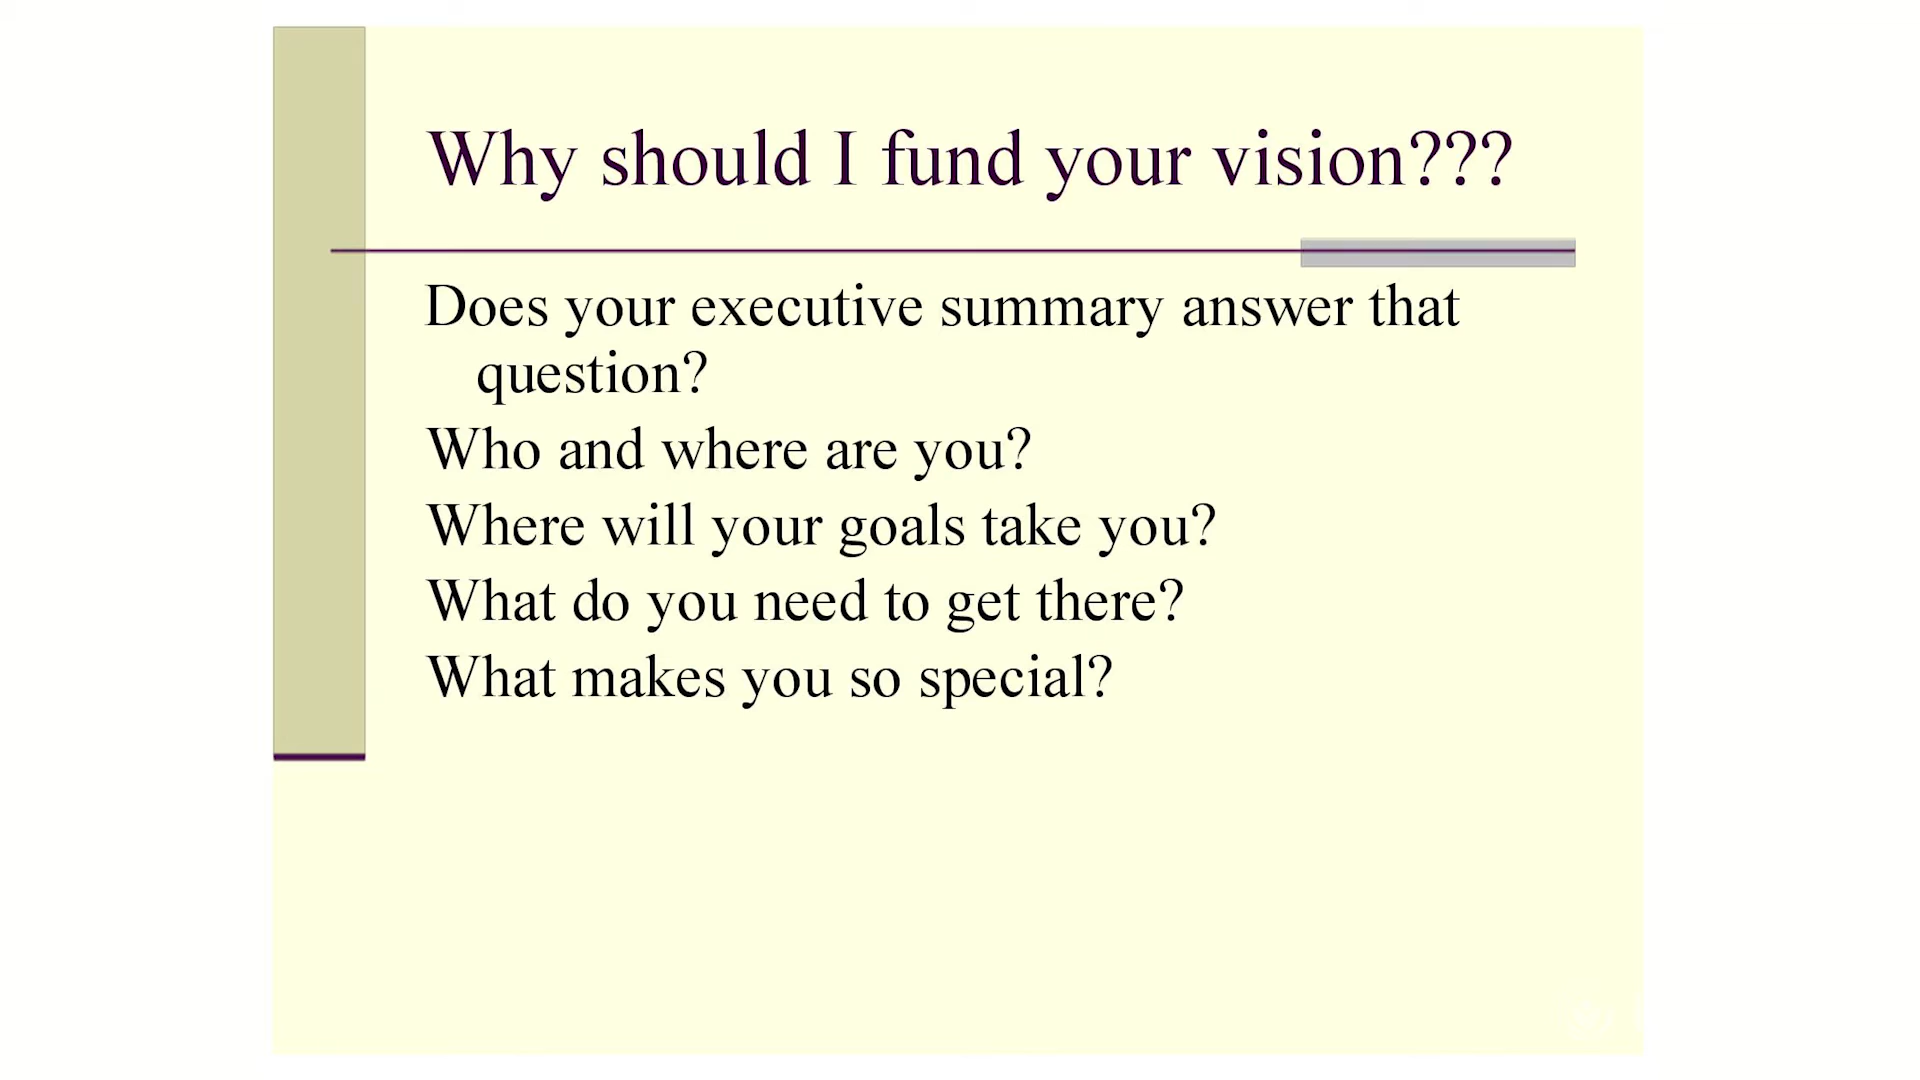 Why should I fund your vision???
Does your executive summary answer that
question?
Who and where are you?
Where will your goals take you?
What do you need to get there?
What makes you so special?